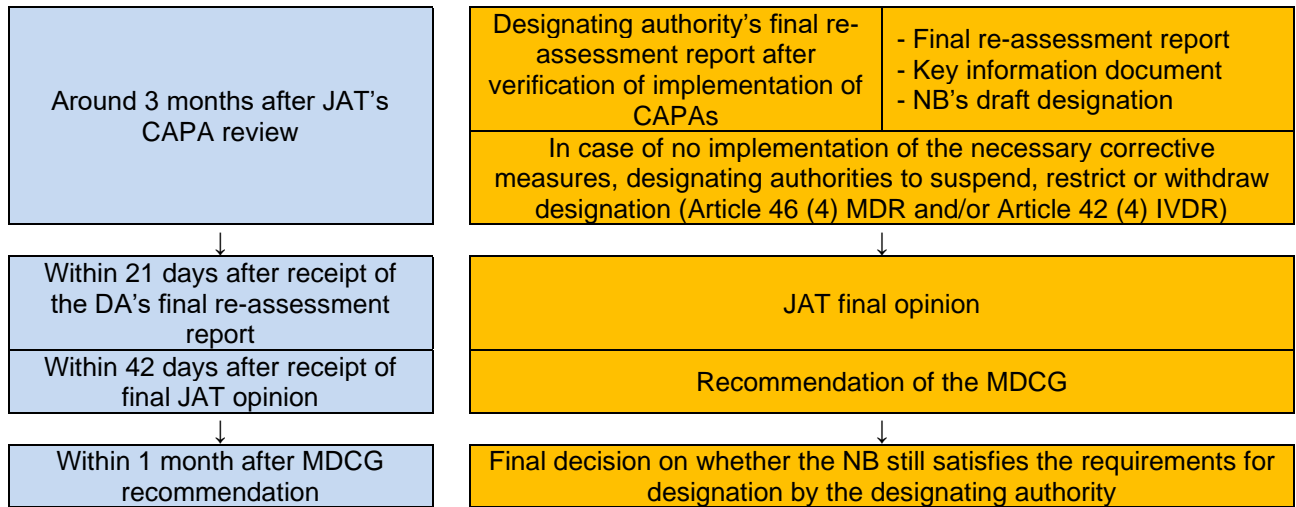 Around 3 months after JAT's
CAPA review
Designating authority's final re-
assessment report after
verification of implementation of
CAPAs
- Final re-assessment report
- Key information document
- NB's draft designation
In case of no implementation of the necessary corrective
measures, designating authorities to suspend, restrict or withdraw
designation (Article 46 (4) MDR and/or Article 42 (4) IVDR)
↓
↓
Within 21 days after receipt of
the DA's final re-assessment
report
JAT final opinion
Within 42 days after receipt of
final JAT opinion
Recommendation of the MDCG
↓
↓
Within 1 month after MDCG
recommendation
Final decision on whether the NB still satisfies the requirements for
designation by the designating authority